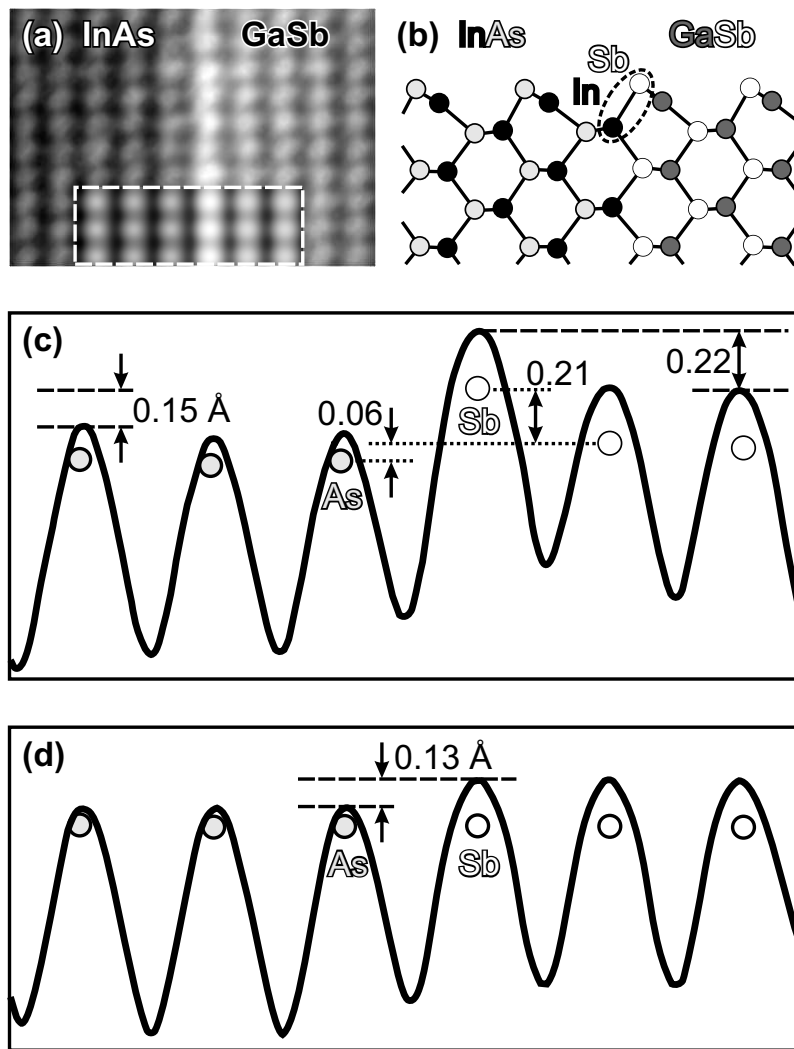 (a) InAs GaSb
(b) InAs GaSb
Sb
In
(c)
0.15 Å
0.06
0.21
0.22
As
Sb
(d)
0.13 Å
As
Sb